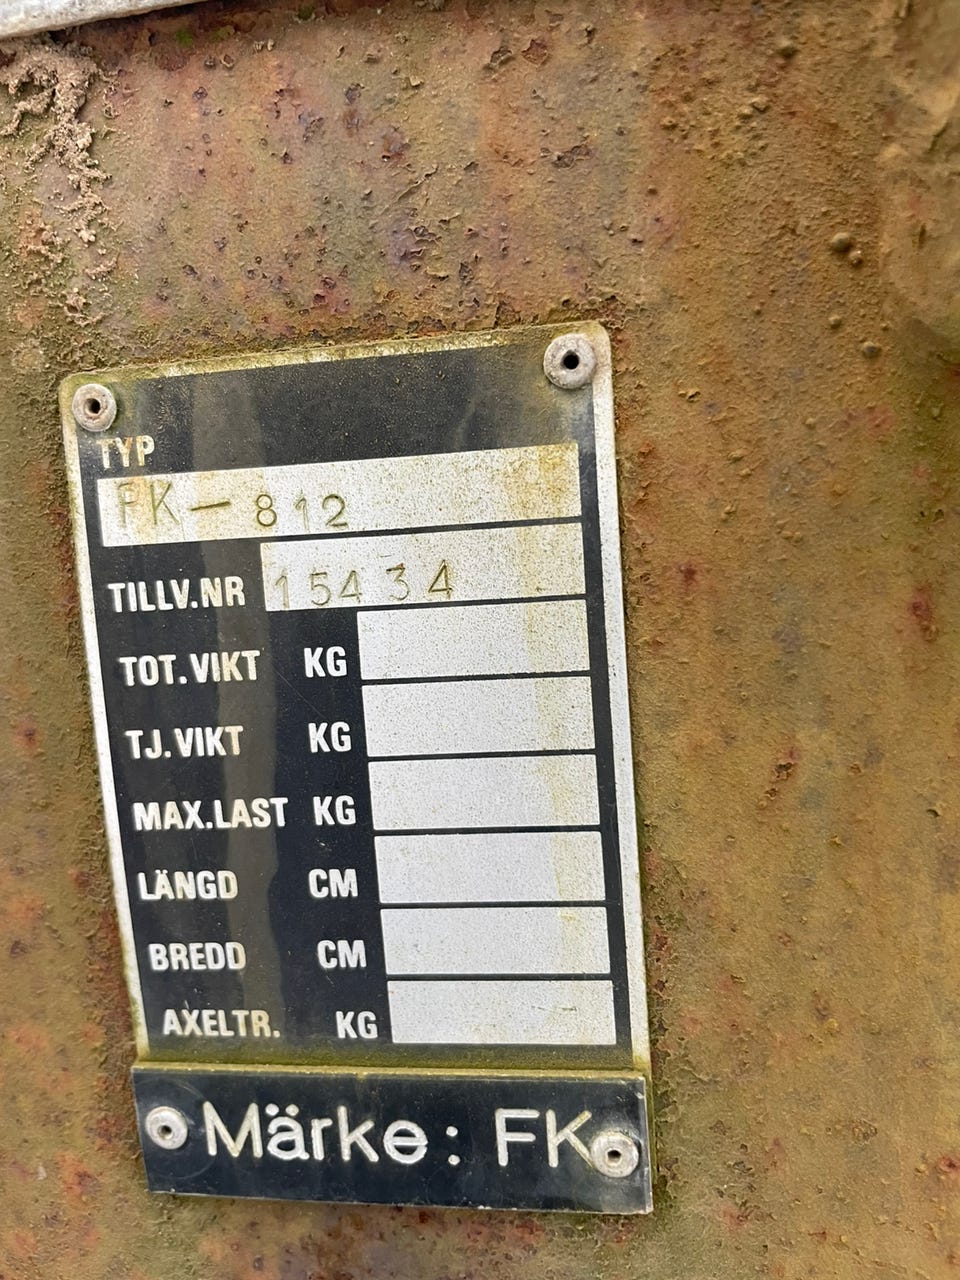 TYP
FK-812
TILLV.NR 15434
TOT.VIKT KG
TJ.VIKT KG
MAX.LAST KG
LÄNGD CM
BREDD CM
AXELTR. KG
Märke: FK